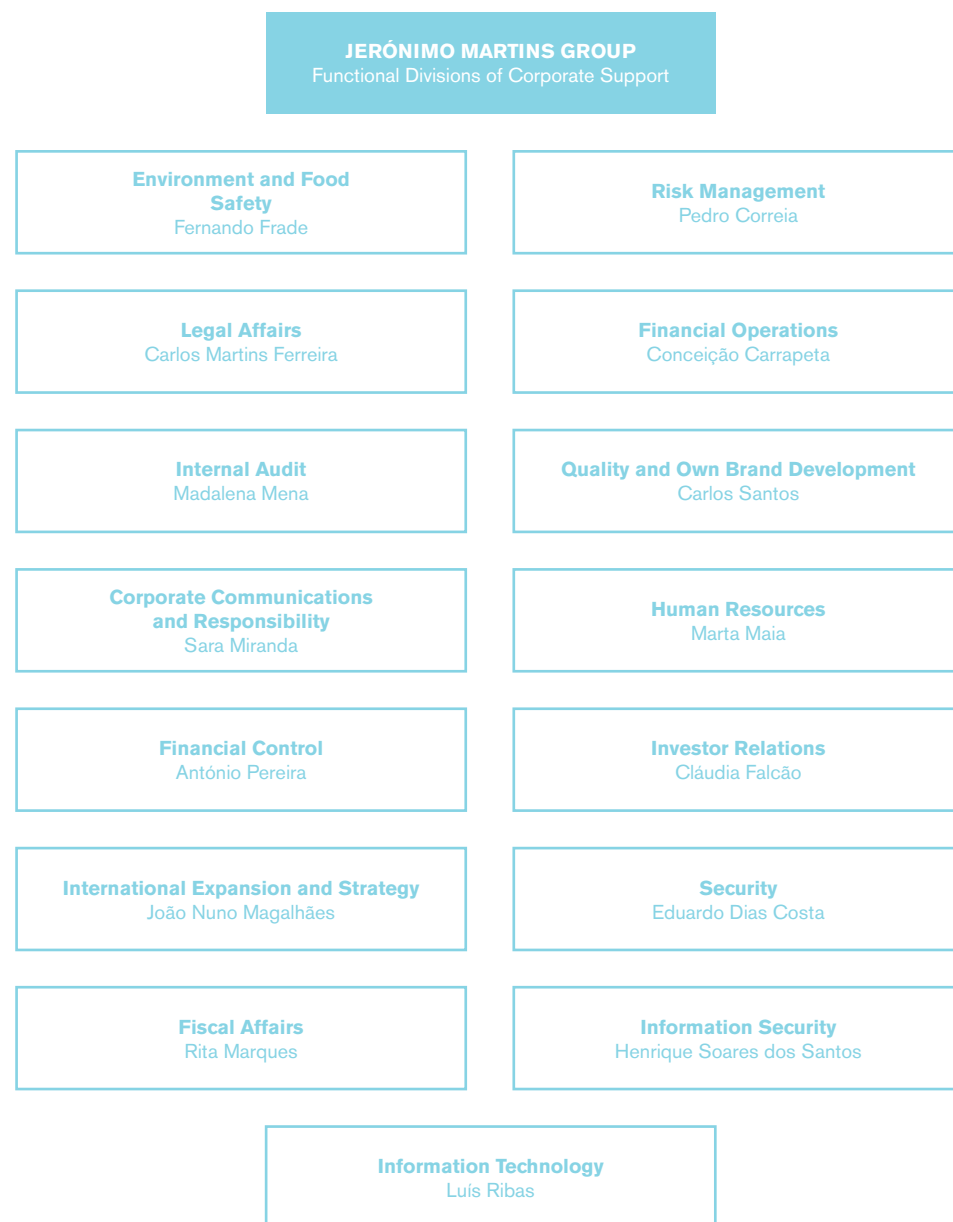 JERÓNIMO MARTINS GROUP
Functional Divisions of Corporate Support
Environment and Food
Safety
Fernando Frade
Risk Management
Pedro Correia
Legal Affairs
Carlos Martins Ferreira
Financial Operations
Conceição Carrapeta
Internal Audit
Madalena Mena
Quality and Own Brand Development
Carlos Santos
Corporate Communications
and Responsibility
Sara Miranda
Human Resources
Marta Maia
Financial Control
António Pereira
Investor Relations
Cláudia Falcão
International Expansion and Strategy
João Nuno Magalhães
Security
Eduardo Dias Costa
Fiscal Affairs
Rita Marques
Information Security
Henrique Soares dos Santos
Information Technology
Luís Ribas